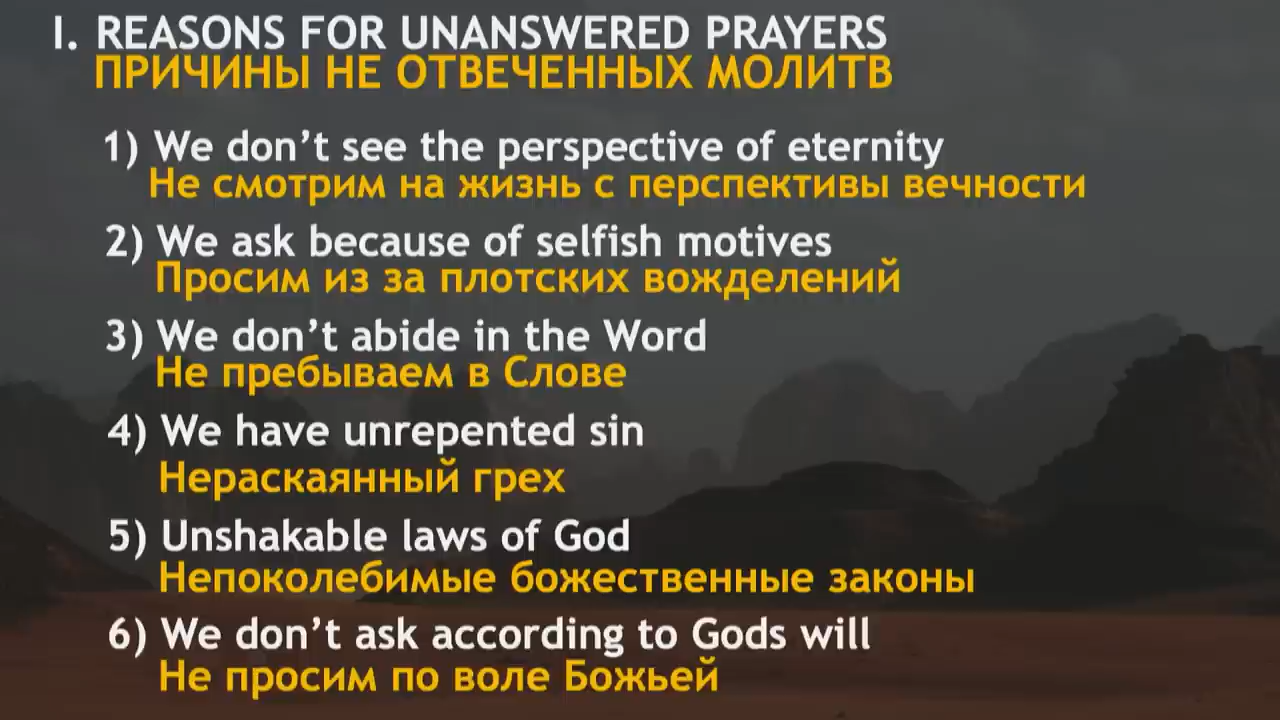 I. REASONS FOR UNANSWERED PRAYERS
ПРИЧИНЫ НЕ ОТВЕЧЕННЫХ МОЛИТВ
1) We don’t see the perspective of eternity
Не смотрим на жизнь с перспективы вечности
2) We ask because of selfish motives
Просим из за плотских вожделений
3) We don’t abide in the Word
Не пребываем в Слове
4) We have unrepented sin
Нераскаянный грех
5) Unshakable laws of God
Непоколебимые божественные законы
6) We don’t ask according to Gods will
Не просим по воле Божьей